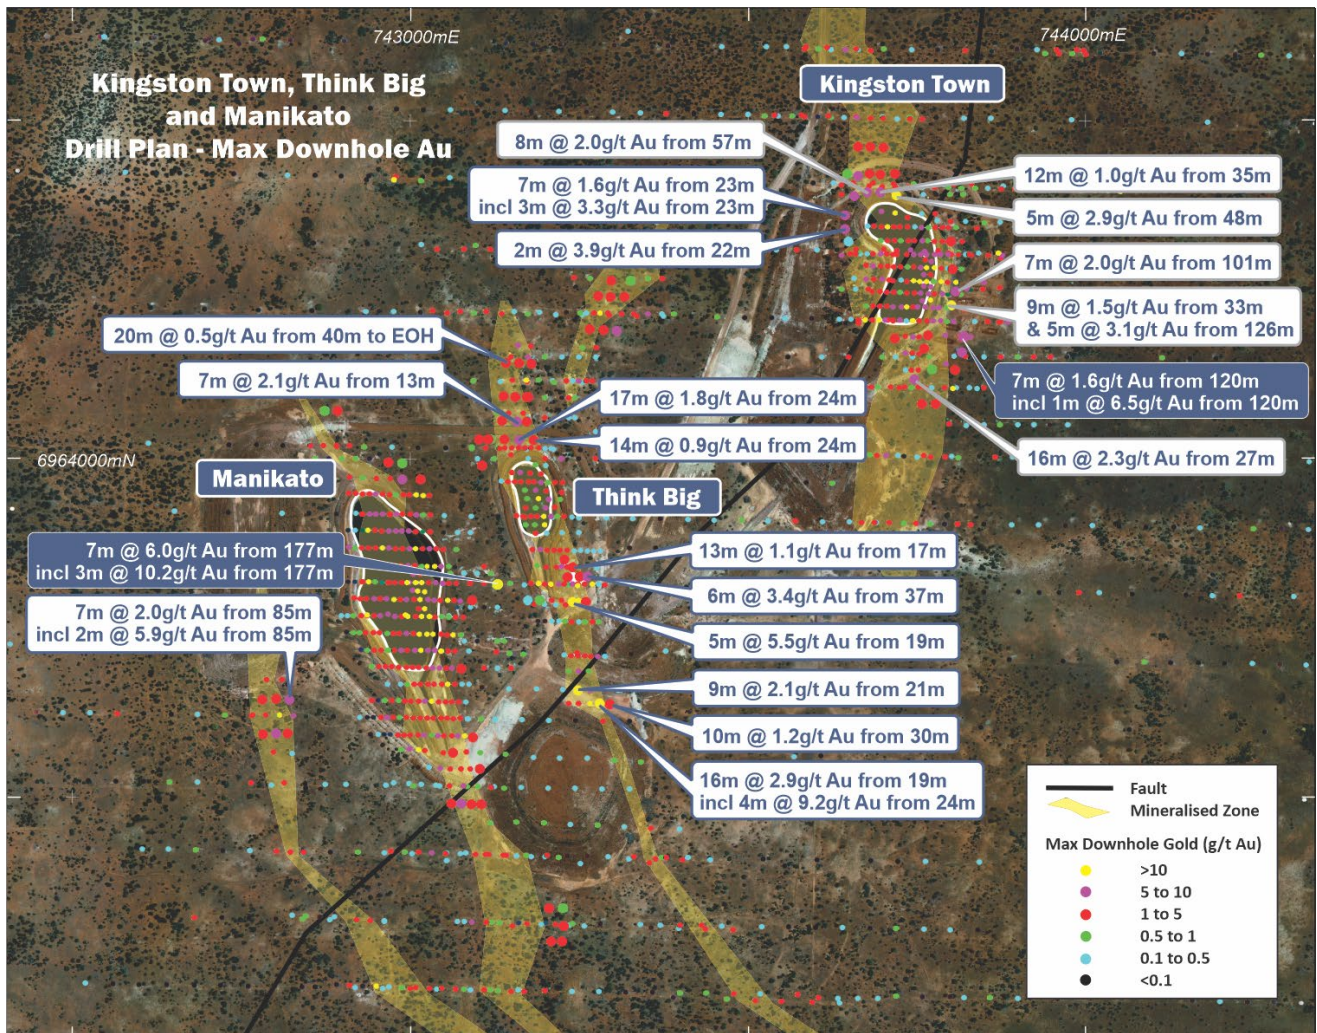 743000mE
744000mE
Kingston Town, Think Big
and Manikato
Drill Plan - Max Downhole Au
Kingston Town
8m @ 2.0g/t Au from 57m
7m @ 1.6g/t Au from 23m
incl 3m @ 3.3g/t Au from 23m
2m @ 3.9g/t Au from 22m
12m @ 1.0g/t Au from 35m
5m @ 2.9g/t Au from 48m
7m @ 2.0g/t Au from 101m
9m @ 1.5g/t Au from 33m
& 5m @ 3.1g/t Au from 126m
7m @ 1.6g/t Au from 120m
incl 1m @ 6.5g/t Au from 120m
16m @ 2.3g/t Au from 27m
20m @ 0.5g/t Au from 40m to EOH
7m @ 2.1g/t Au from 13m
17m @ 1.8g/t Au from 24m
14m @ 0.9g/t Au from 24m
6964000mN
Manikato
Think Big
7m @ 6.0g/t Au from 177m
incl 3m @ 10.2g/t Au from 177m
7m @ 2.0g/t Au from 85m
incl 2m @ 5.9g/t Au from 85m
13m @ 1.1g/t Au from 17m
6m @ 3.4g/t Au from 37m
5m @ 5.5g/t Au from 19m
9m @ 2.1g/t Au from 21m
10m @ 1.2g/t Au from 30m
16m @ 2.9g/t Au from 19m
incl 4m @ 9.2g/t Au from 24m
Fault
Mineralised Zone
Max Downhole Gold (g/t Au)
>10
5 to 10
1 to 5
0.5 to 1
0.1 to 0.5
<0.1